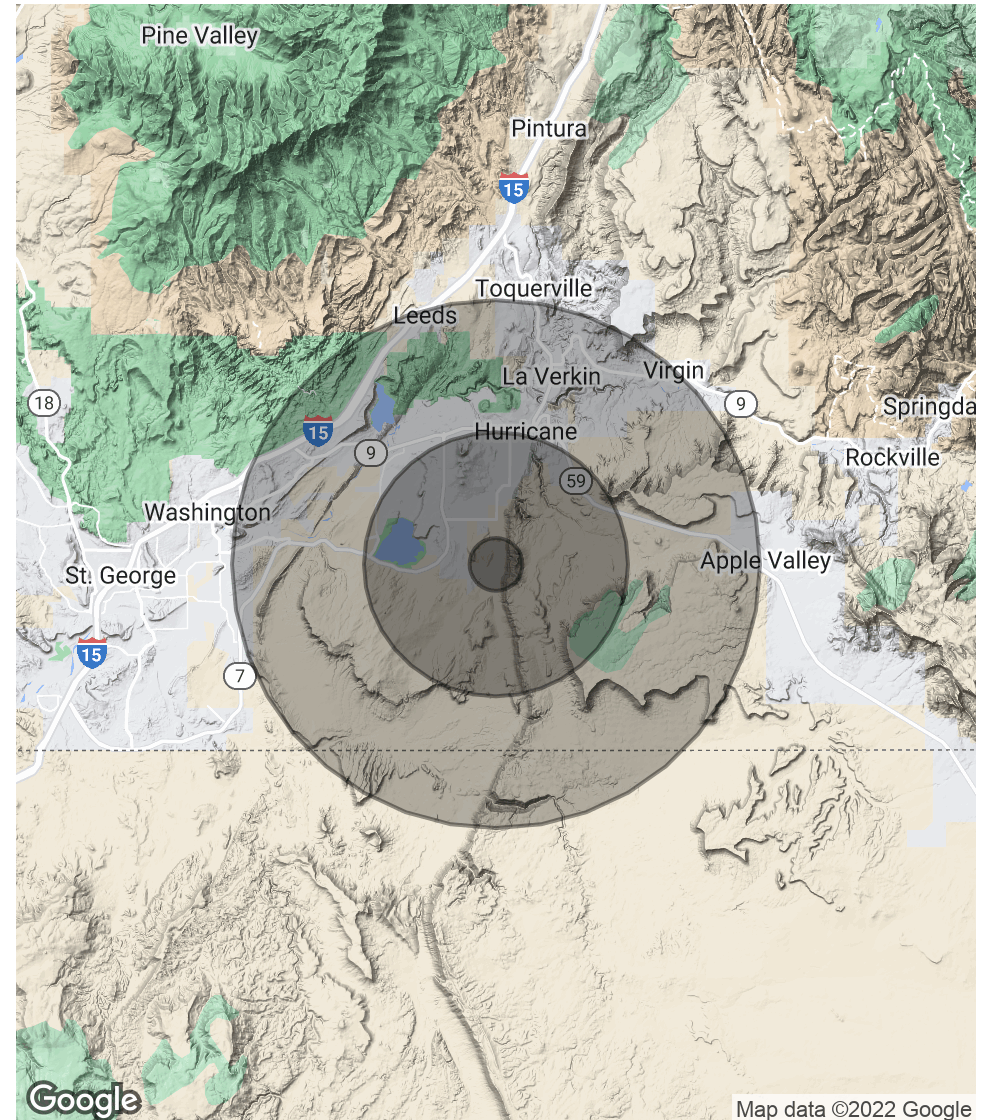 Pine Valley
Pintura
15
Toquerville
Leeds
La Verkin
Virgin
18
9
Springda
15
Hurricane
9
Rockville
59
Washington
Apple Valley
St. George
15
7
Google
Map data ©2022 Google